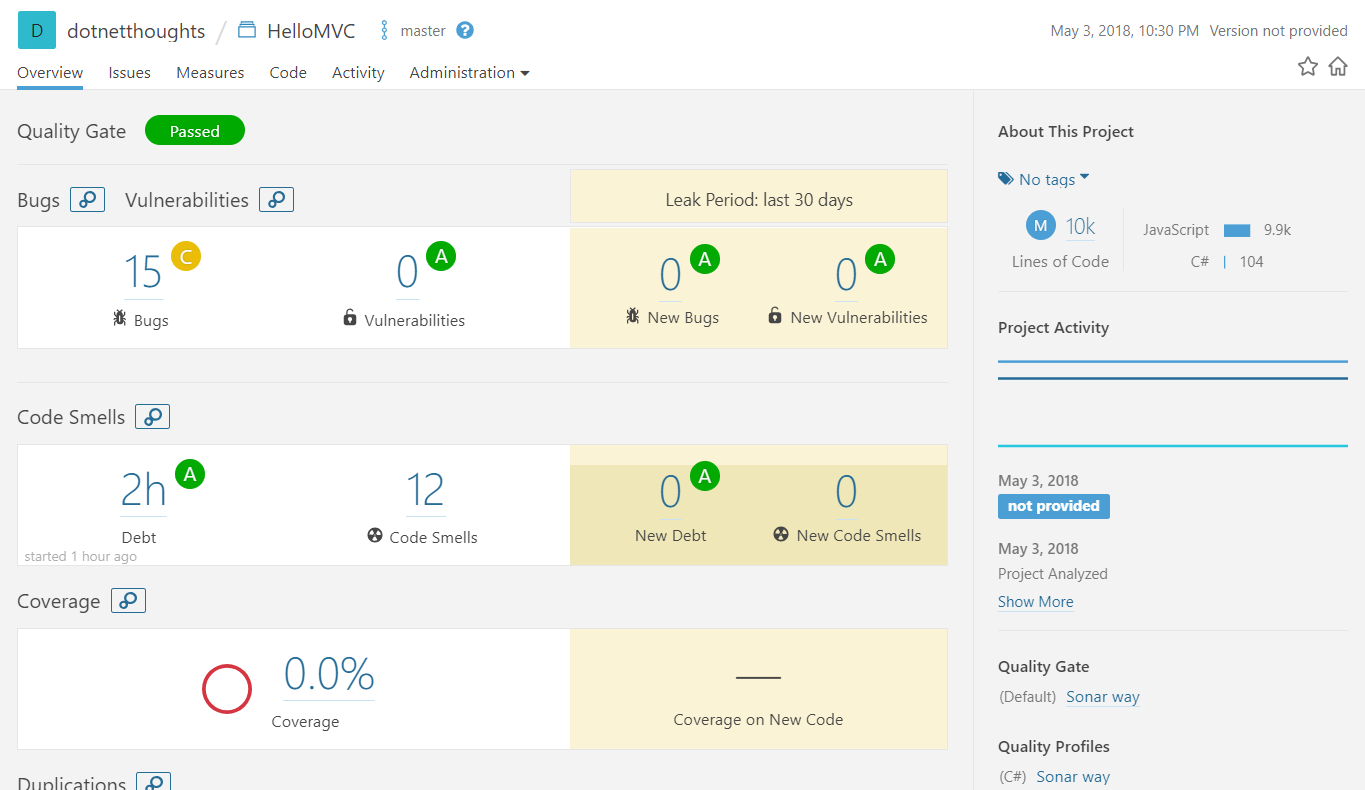 D dotnetthoughts / HelloMVC master ? May 3, 2018, 10:30 PM Version not provided
Overview Issues Measures Code Activity Administration
Quality Gate Passed
Bugs Vulnerabilities
Leak Period: last 30 days
15 C
Bugs
0 A
Vulnerabilities
0 A
New Bugs
0 A
New Vulnerabilities
Code Smells
2h A
Debt
started 1 hour ago
12
Code Smells
0 A
New Debt
0
New Code Smells
Coverage
0.0%
Coverage
Coverage on New Code
Duplications
About This Project
No tags
M 10k
Lines of Code
JavaScript 9.9k
C# 104
Project Activity
May 3, 2018
not provided
May 3, 2018
Project Analyzed
Show More
Quality Gate
(Default) Sonar way
Quality Profiles
(C#) Sonar way